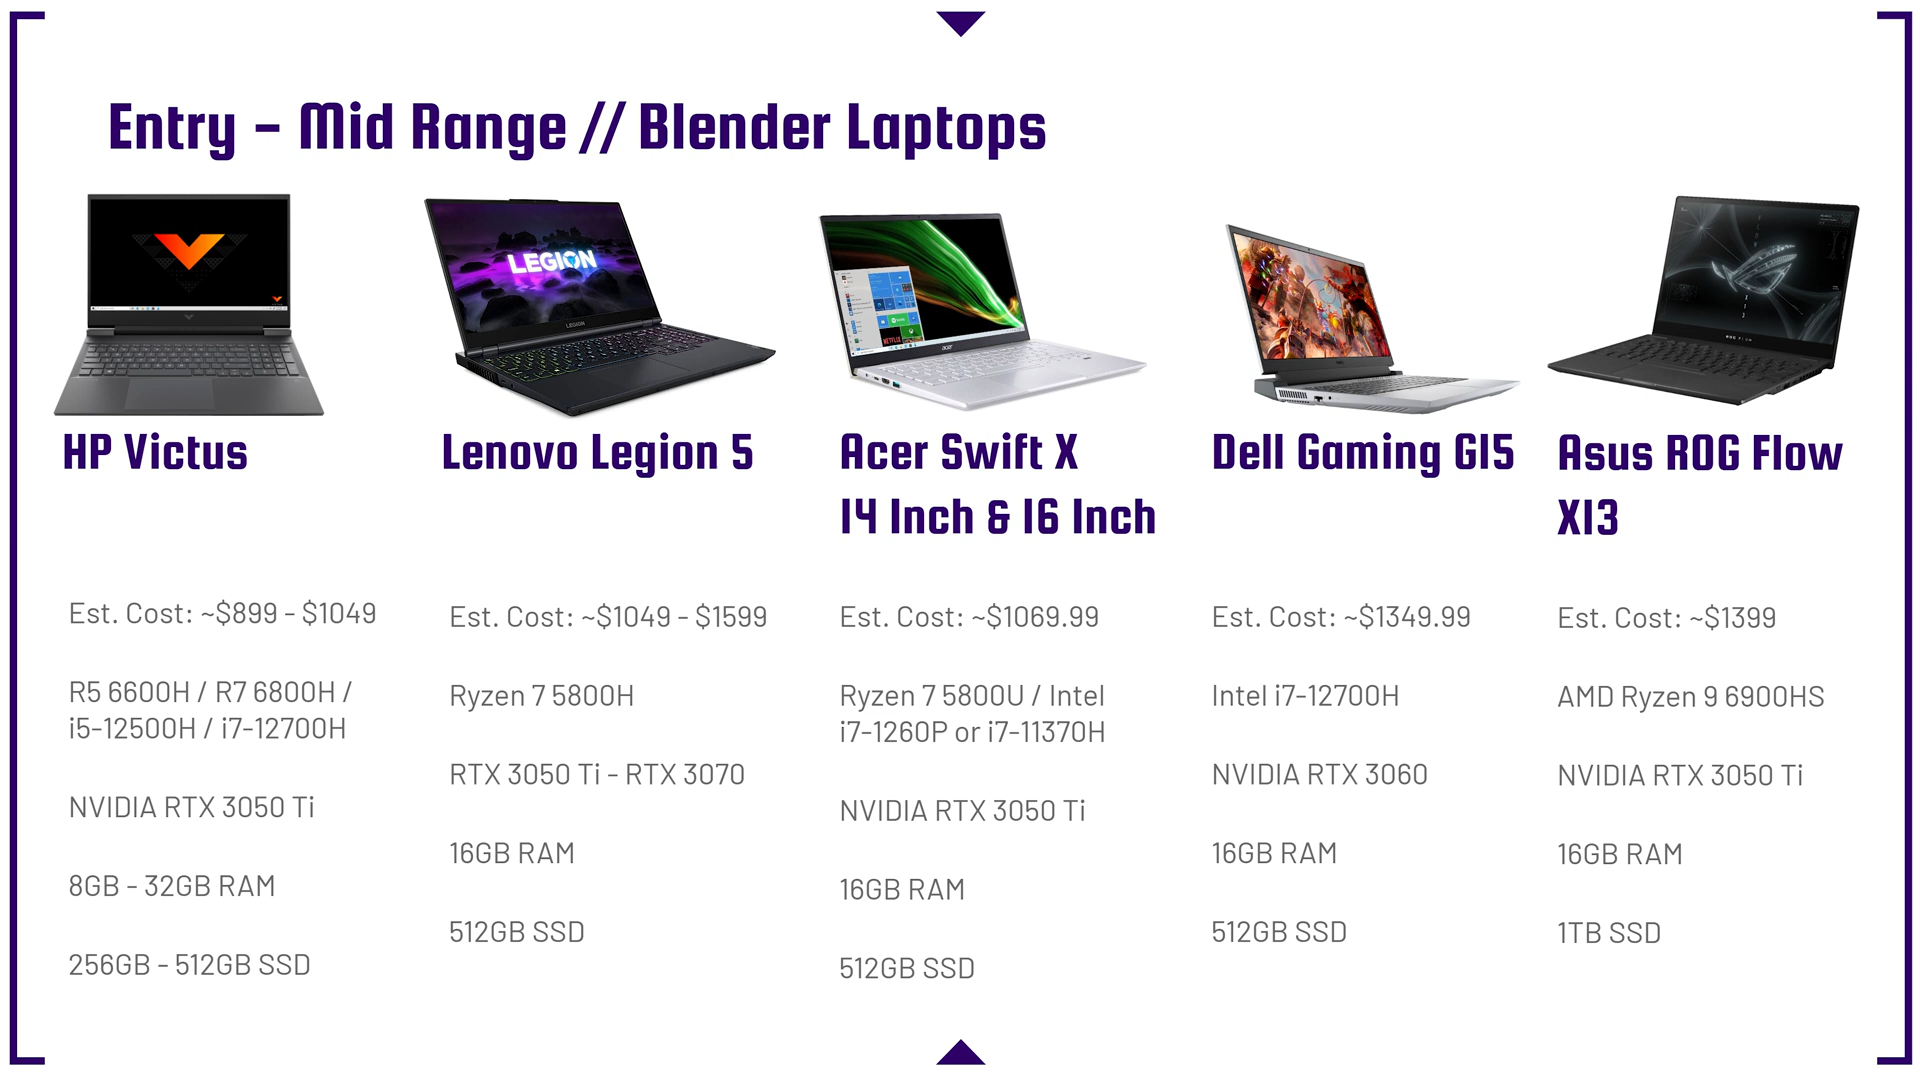 Entry - Mid Range // Blender Laptops
LEGION
LEGION
acer
NETFLIX
HP Victus
Lenovo Legion 5
Acer Swift X
14 Inch & 16 Inch
Dell Gaming G15
Asus ROG Flow
X13
Est. Cost: ~$899 - $1049
R5 6600H / R7 6800H /
i5-12500H / i7-12700H
NVIDIA RTX 3050 Ti
8GB - 32GB RAM
256GB - 512GB SSD
Est. Cost: ~$1049 - $1599
Ryzen 7 5800H
RTX 3050 Ti - RTX 3070
16GB RAM
512GB SSD
Est. Cost: ~$1069.99
Ryzen 7 5800U / Intel
i7-1260P or i7-11370H
NVIDIA RTX 3050 Ti
16GB RAM
512GB SSD
Est. Cost: ~$1349.99
Intel i7-12700H
NVIDIA RTX 3060
16GB RAM
512GB SSD
Est. Cost: ~$1399
AMD Ryzen 9 6900HS
NVIDIA RTX 3050 Ti
16GB RAM
1TB SSD